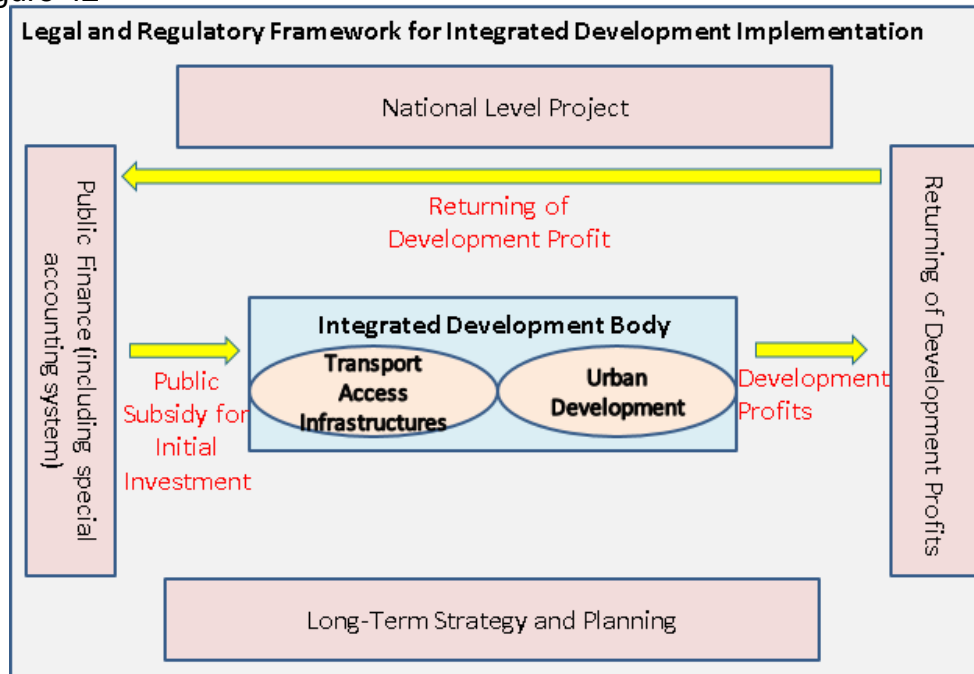 Legal and Regulatory Framework for Integrated Development Implementation
National Level Project
Public Finance (including special
accounting system)
Returning of
Development Profit
Returning of Development Profits
Integrated Development Body
Transport
Access
Infrastructures
Urban
Development
Public
Subsidy for
Initial
Investment
Development
Profits
Long-Term Strategy and Planning